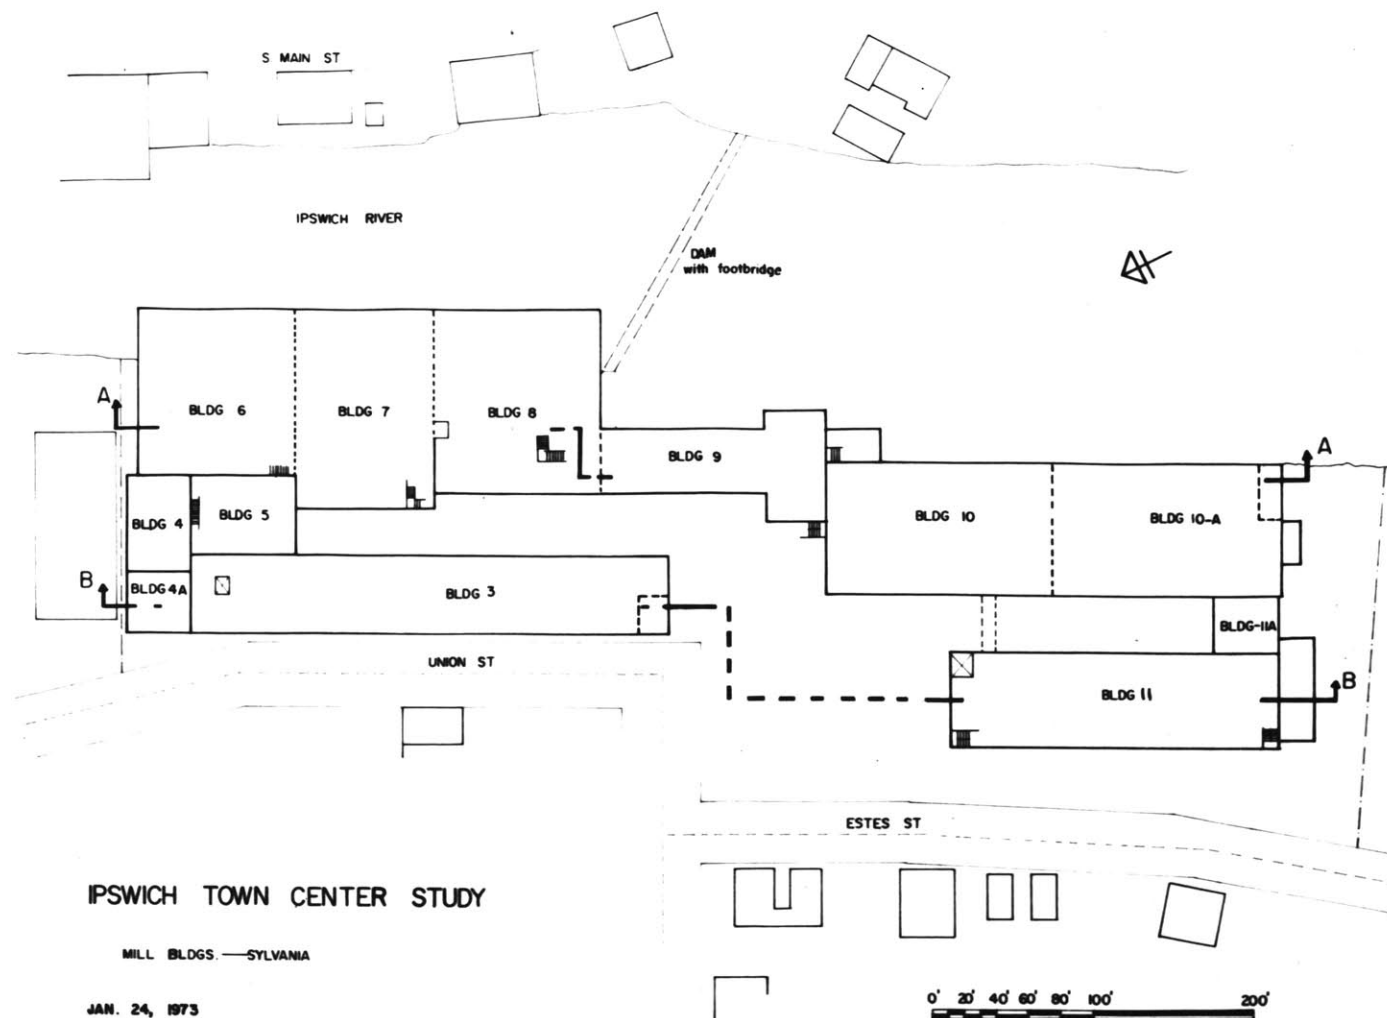 S MAIN ST
IPSWICH RIVER
DAM
with footbridge
A
BLDG 6
BLDG 7
BLDG 8
BLDG 9
A
BLDG 4
BLDG 5
BLDG 10
BLDG 10-A
B
BLDG 4A
BLDG 3
BLDG-11A
UNION ST
BLDG 11
B
ESTES ST
IPSWICH TOWN CENTER STUDY
MILL BLDGS.—SYLVANIA
JAN. 24, 1973
0' 20' 40' 60' 80' 100' 200'